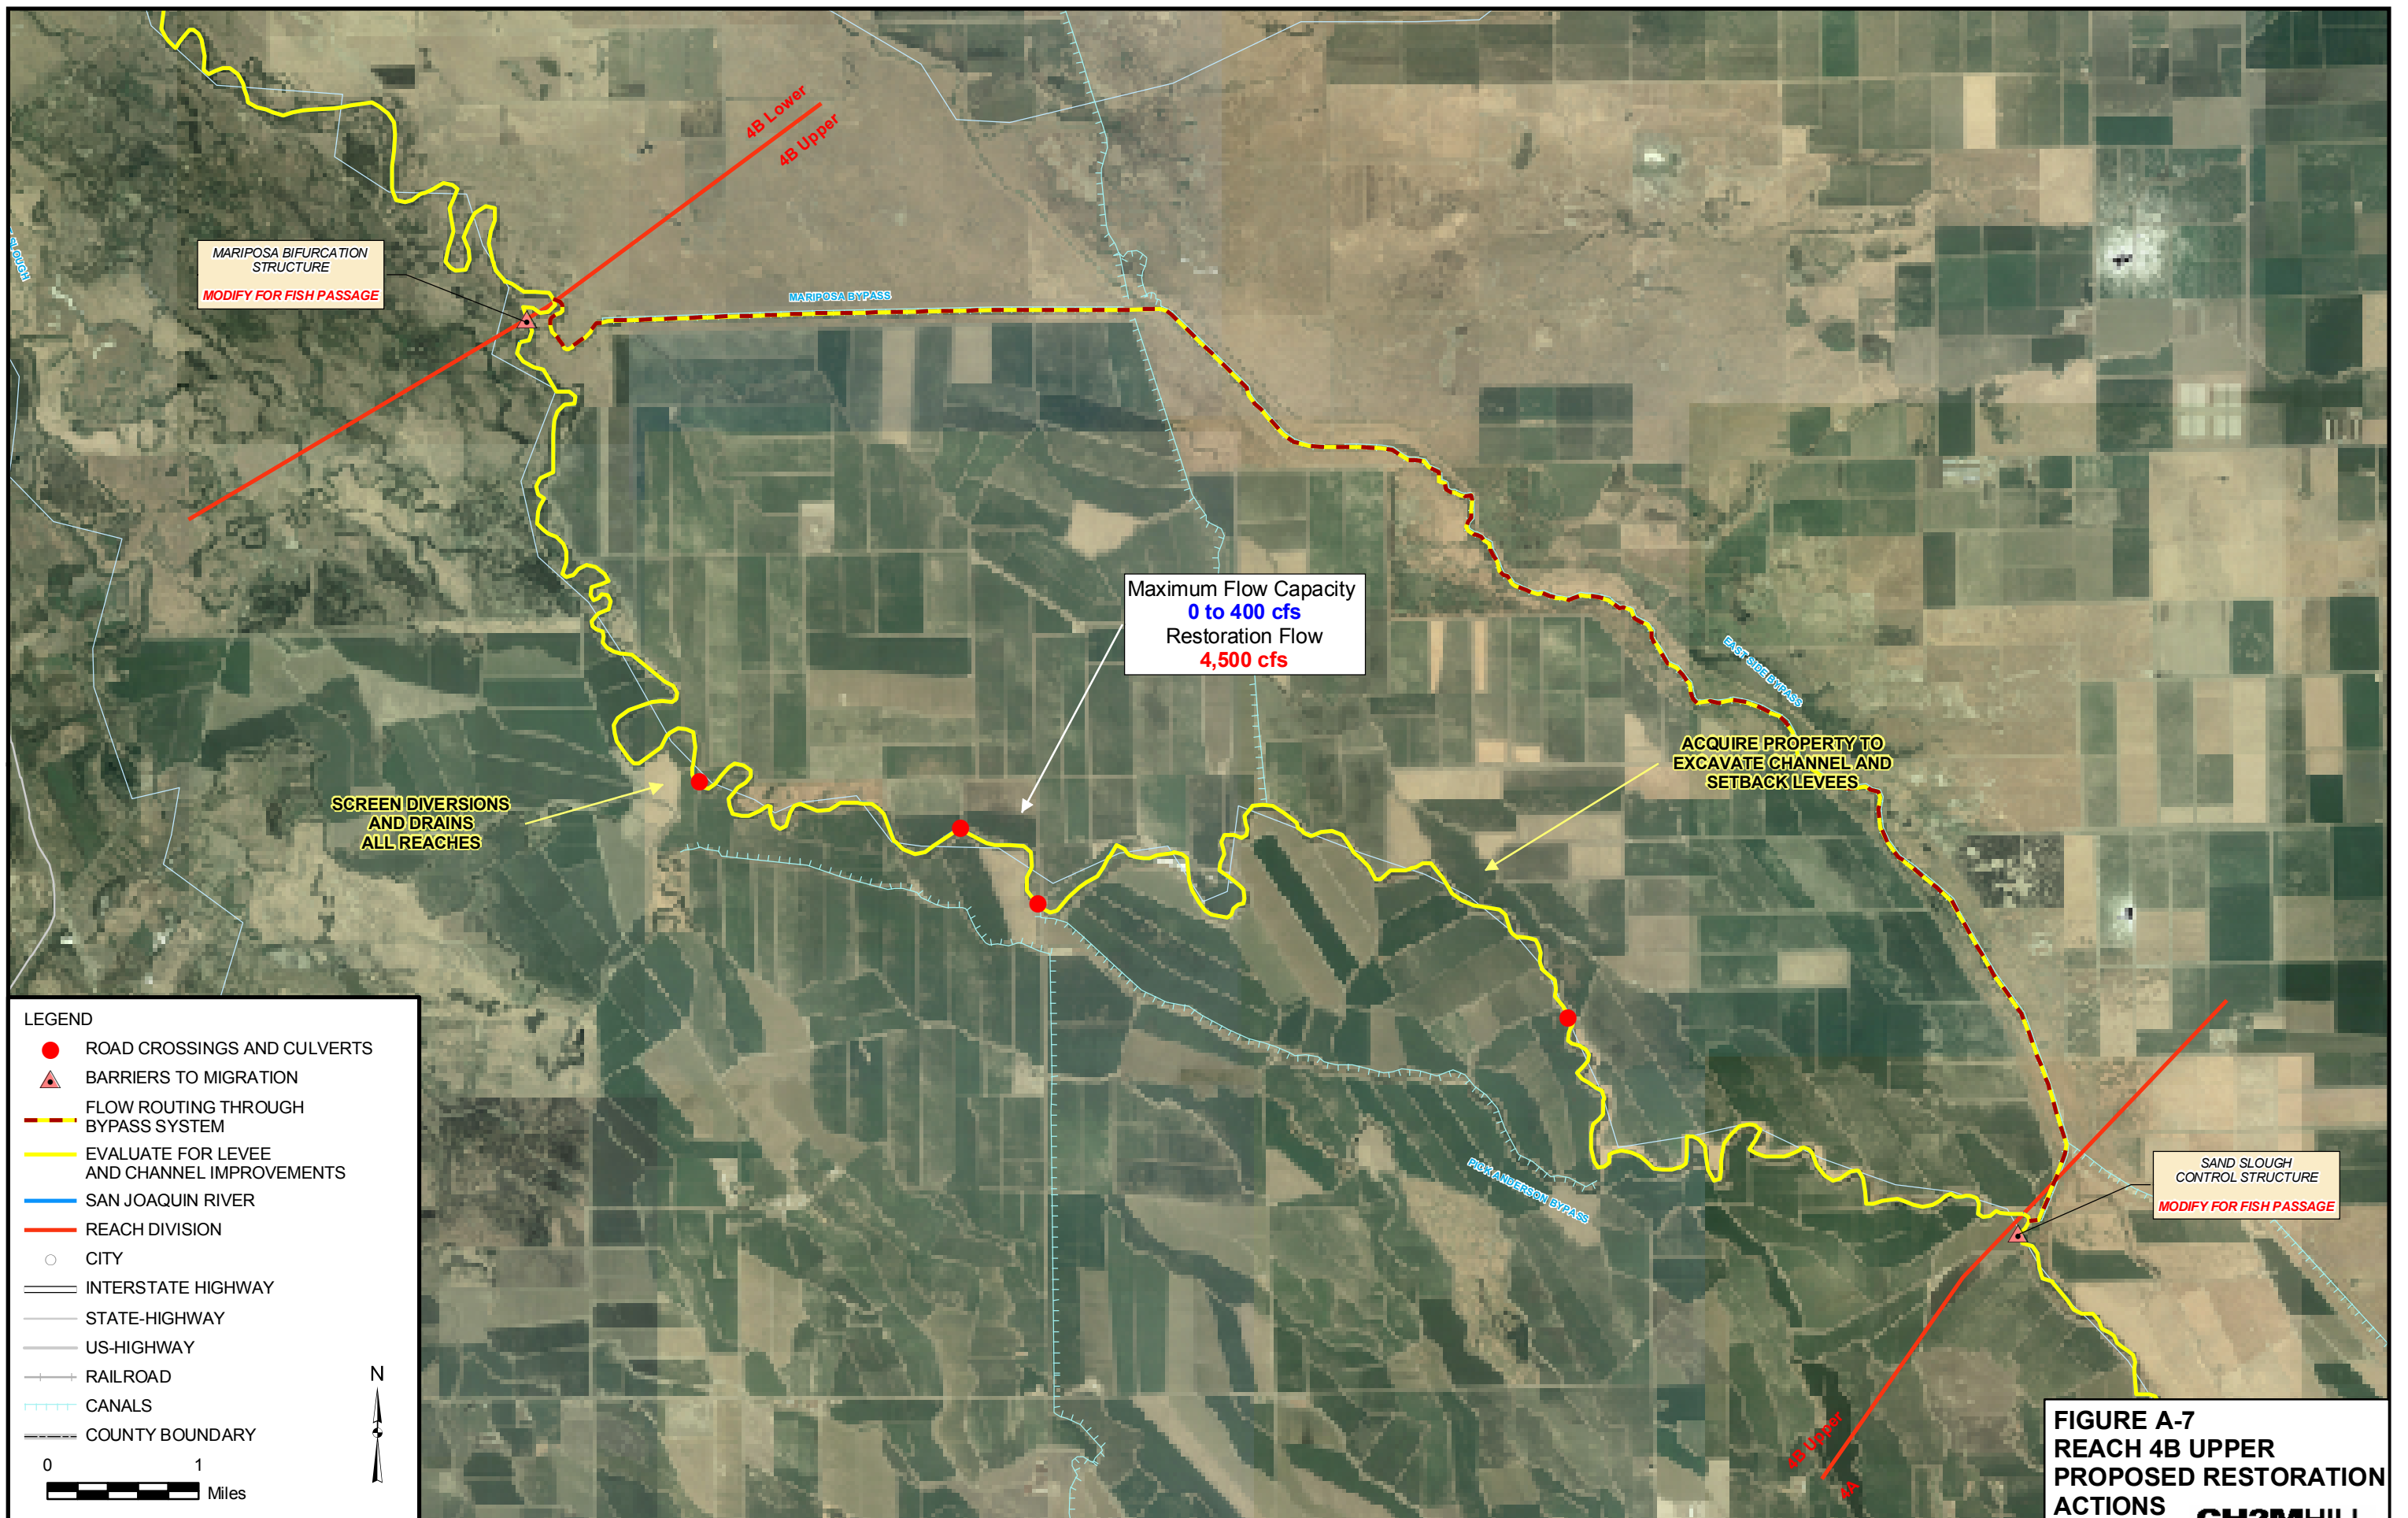 4B Lower
4B Upper
SLOUGH
MARIPOSA BIFURCATION
STRUCTURE
MODIFY FOR FISH PASSAGE
MARIPOSA BYPASS
Maximum Flow Capacity
0 to 400 cfs
Restoration Flow
4,500 cfs
EAST SIDE BYPASS
ACQUIRE PROPERTY TO
EXCAVATE CHANNEL AND
SETBACK LEVEES
SCREEN DIVERSIONS
AND DRAINS
ALL REACHES
PICK ANDERSON BYPASS
SAND SLOUGH
CONTROL STRUCTURE
MODIFY FOR FISH PASSAGE
4B Upper
4A
LEGEND
ROAD CROSSINGS AND CULVERTS
BARRIERS TO MIGRATION
FLOW ROUTING THROUGH
BYPASS SYSTEM
EVALUATE FOR LEVEE
AND CHANNEL IMPROVEMENTS
SAN JOAQUIN RIVER
REACH DIVISION
CITY
INTERSTATE HIGHWAY
STATE-HIGHWAY
US-HIGHWAY
RAILROAD
CANALS
COUNTY BOUNDARY
N
0 1
Miles
FIGURE A-7
REACH 4B UPPER
PROPOSED RESTORATION
ACTIONS
CH2MHILL